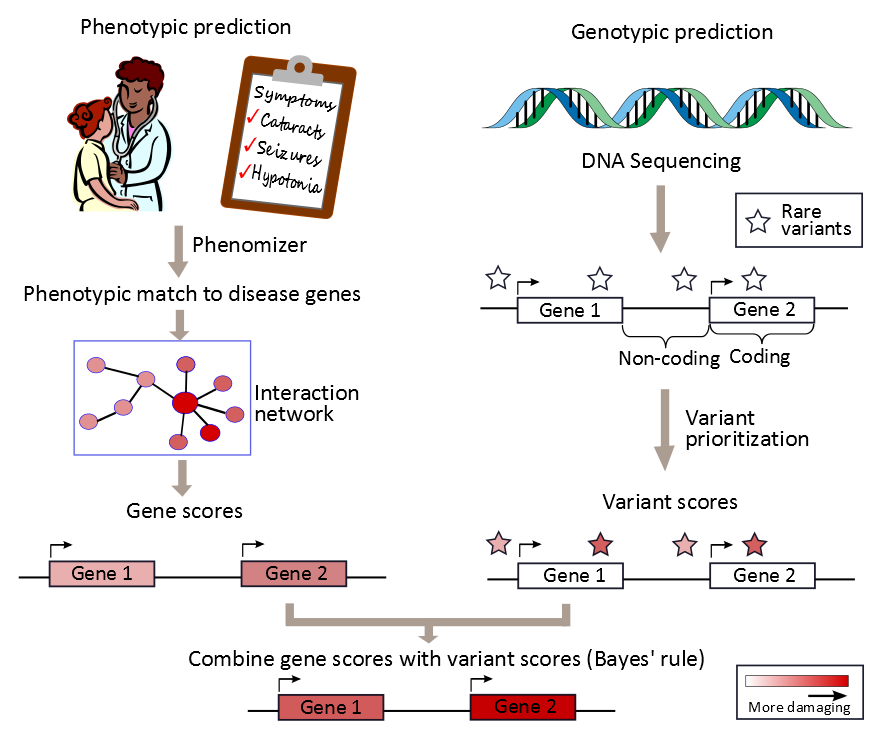 Phenotypic prediction
Symptoms
Cataracts
Seizures
Hypotonia
Phenomizer
Phenotypic match to disease genes
Interaction
network
Gene scores
Gene 1
Gene 2
Genotypic prediction
DNA Sequencing
Rare
variants
Gene 1
Gene 2
Non-coding
Coding
Variant
prioritization
Variant scores
Gene 1
Gene 2
Combine gene scores with variant scores (Bayes' rule)
Gene 1
Gene 2
More damaging